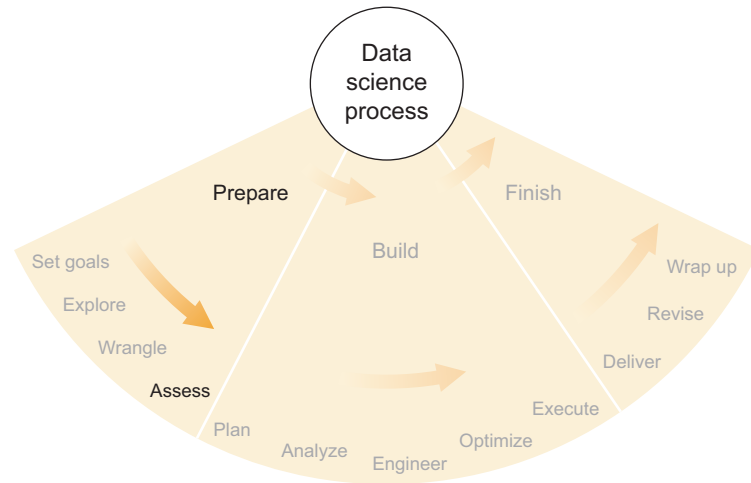 Data
science
process
Prepare
Set goals
Explore
Wrangle
Assess
Build
Plan
Analyze
Engineer
Optimize
Execute
Finish
Deliver
Revise
Wrap up